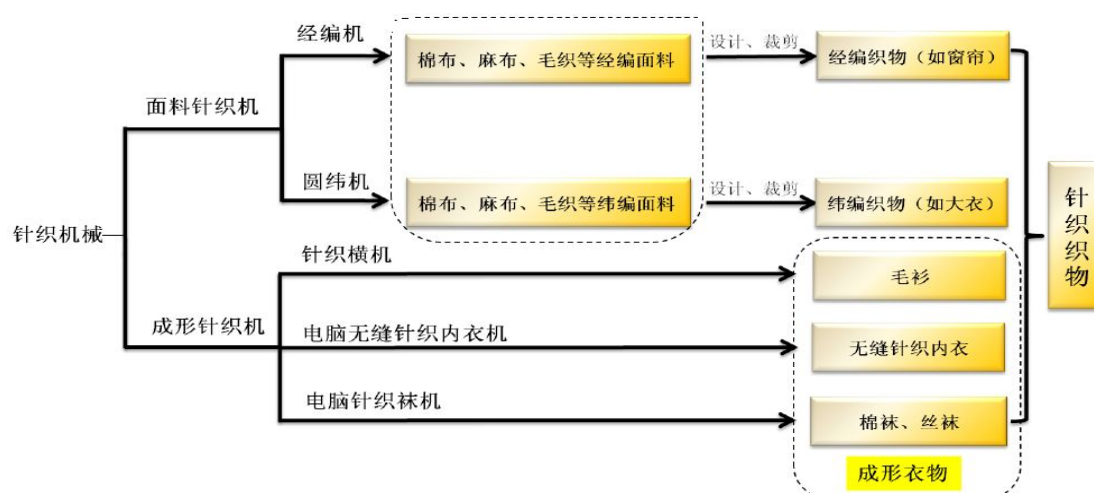 经编机
棉布、麻布、毛织等经编面料
设计、裁剪
经编织物（如窗帘）
面料针织机
圆纬机
棉布、麻布、毛织等纬编面料
设计、裁剪
纬编织物（如大衣）
针织机械
针织织物
针织横机
毛衫
成形针织机
电脑无缝针织内衣机
无缝针织内衣
电脑针织袜机
棉袜、丝袜
成形衣物